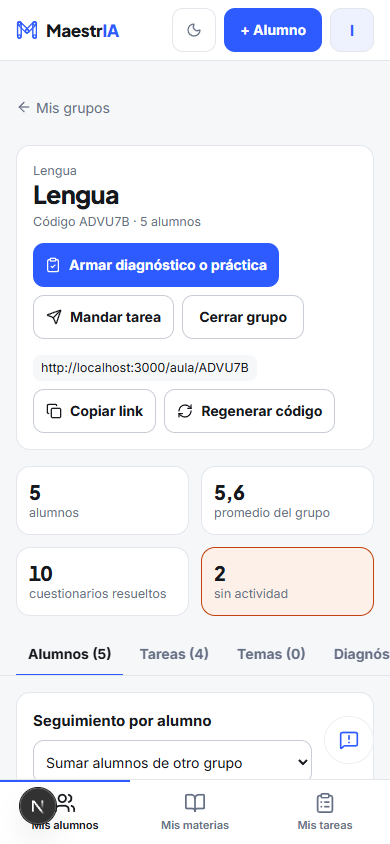 MaestrIA
+ Alumno
I
← Mis grupos
Lengua
Lengua
Código ADVU7B · 5 alumnos
Armar diagnóstico o práctica
Mandar tarea
Cerrar grupo
http://localhost:3000/aula/ADVU7B
Copiar link
Regenerar código
5
alumnos
5,6
promedio del grupo
10
cuestionarios resueltos
2
sin actividad
Alumnos (5)
Tareas (4)
Temas (0)
Diagnós
Seguimiento por alumno
Sumar alumnos de otro grupo
N
Mis alumnos
Mis materias
Mis tareas